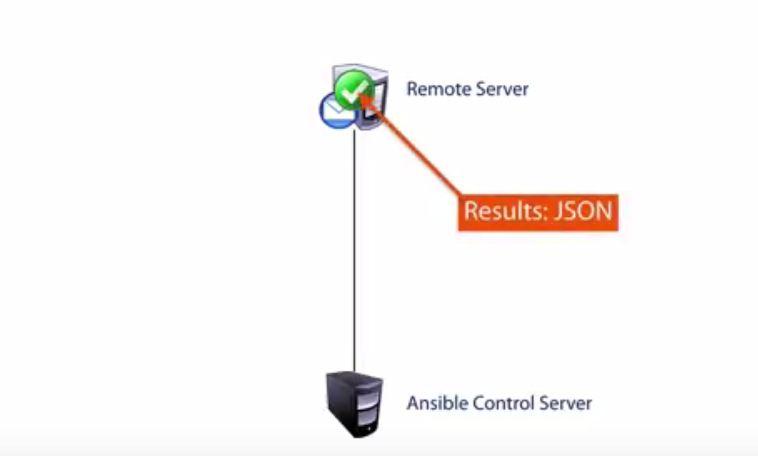 Remote Server
Results: JSON
Ansible Control Server